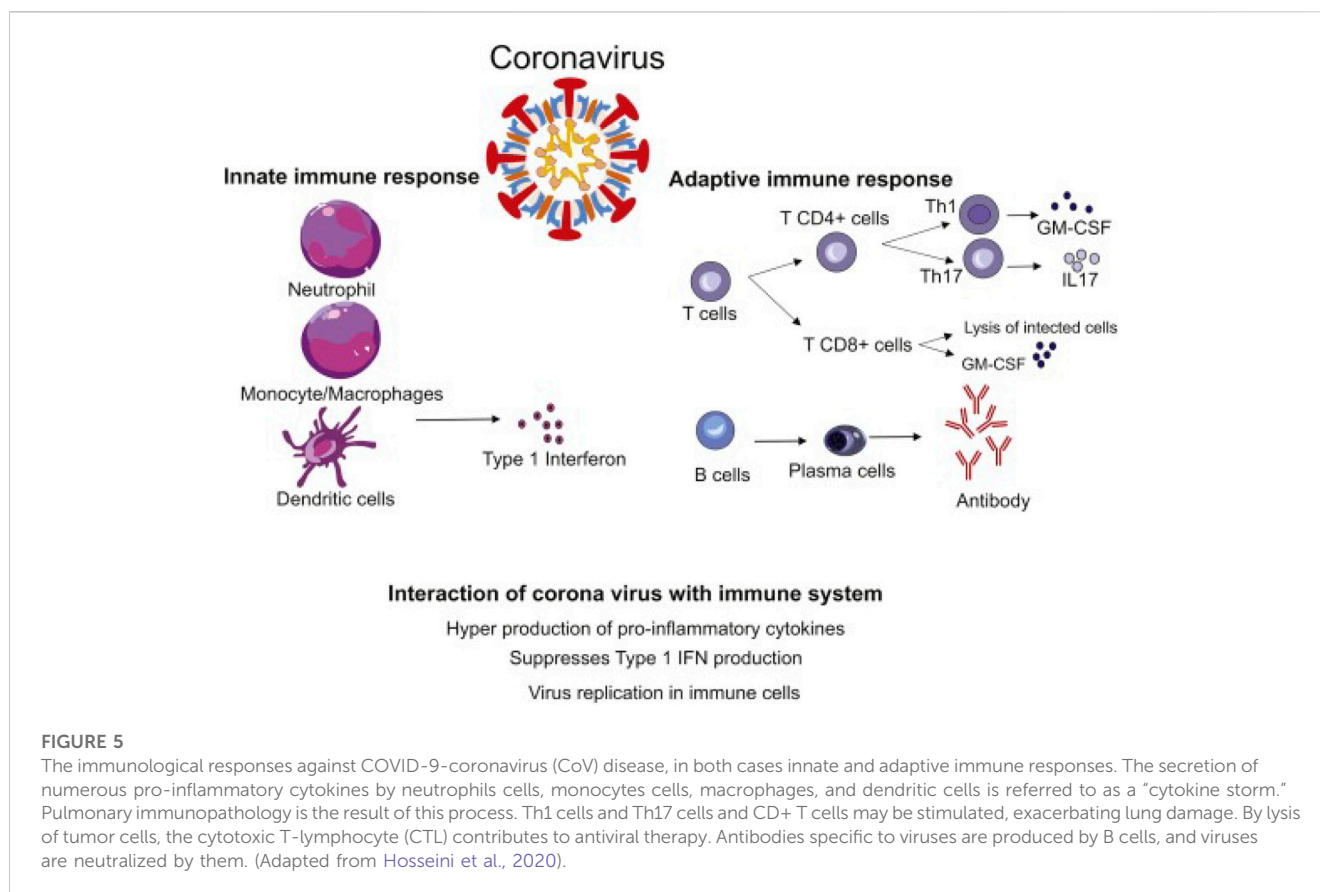 Coronavirus
Innate immune response
Neutrophil
Monocyte/Macrophages
Dendritic cells
Type 1 Interferon
Adaptive immune response
T cells
T CD4+ cells
Th1
GM-CSF
Th17
IL17
T CD8+ cells
Lysis of intected cells
GM-CSF
B cells
Plasma cells
Antibody
Interaction of corona virus with immune system
Hyper production of pro-inflammatory cytokines
Suppresses Type 1 IFN production
Virus replication in immune cells
FIGURE 5
The immunological responses against COVID-9-coronavirus (CoV) disease, in both cases innate and adaptive immune responses. The secretion of
numerous pro-inflammatory cytokines by neutrophils cells, monocytes cells, macrophages, and dendritic cells is referred to as a “cytokine storm.”
Pulmonary immunopathology is the result of this process. Th1 cells and Th17 cells and CD+ T cells may be stimulated, exacerbating lung damage. By lysis
of tumor cells, the cytotoxic T-lymphocyte (CTL) contributes to antiviral therapy. Antibodies specific to viruses are produced by B cells, and viruses
are neutralized by them. (Adapted from Hosseini et al., 2020).